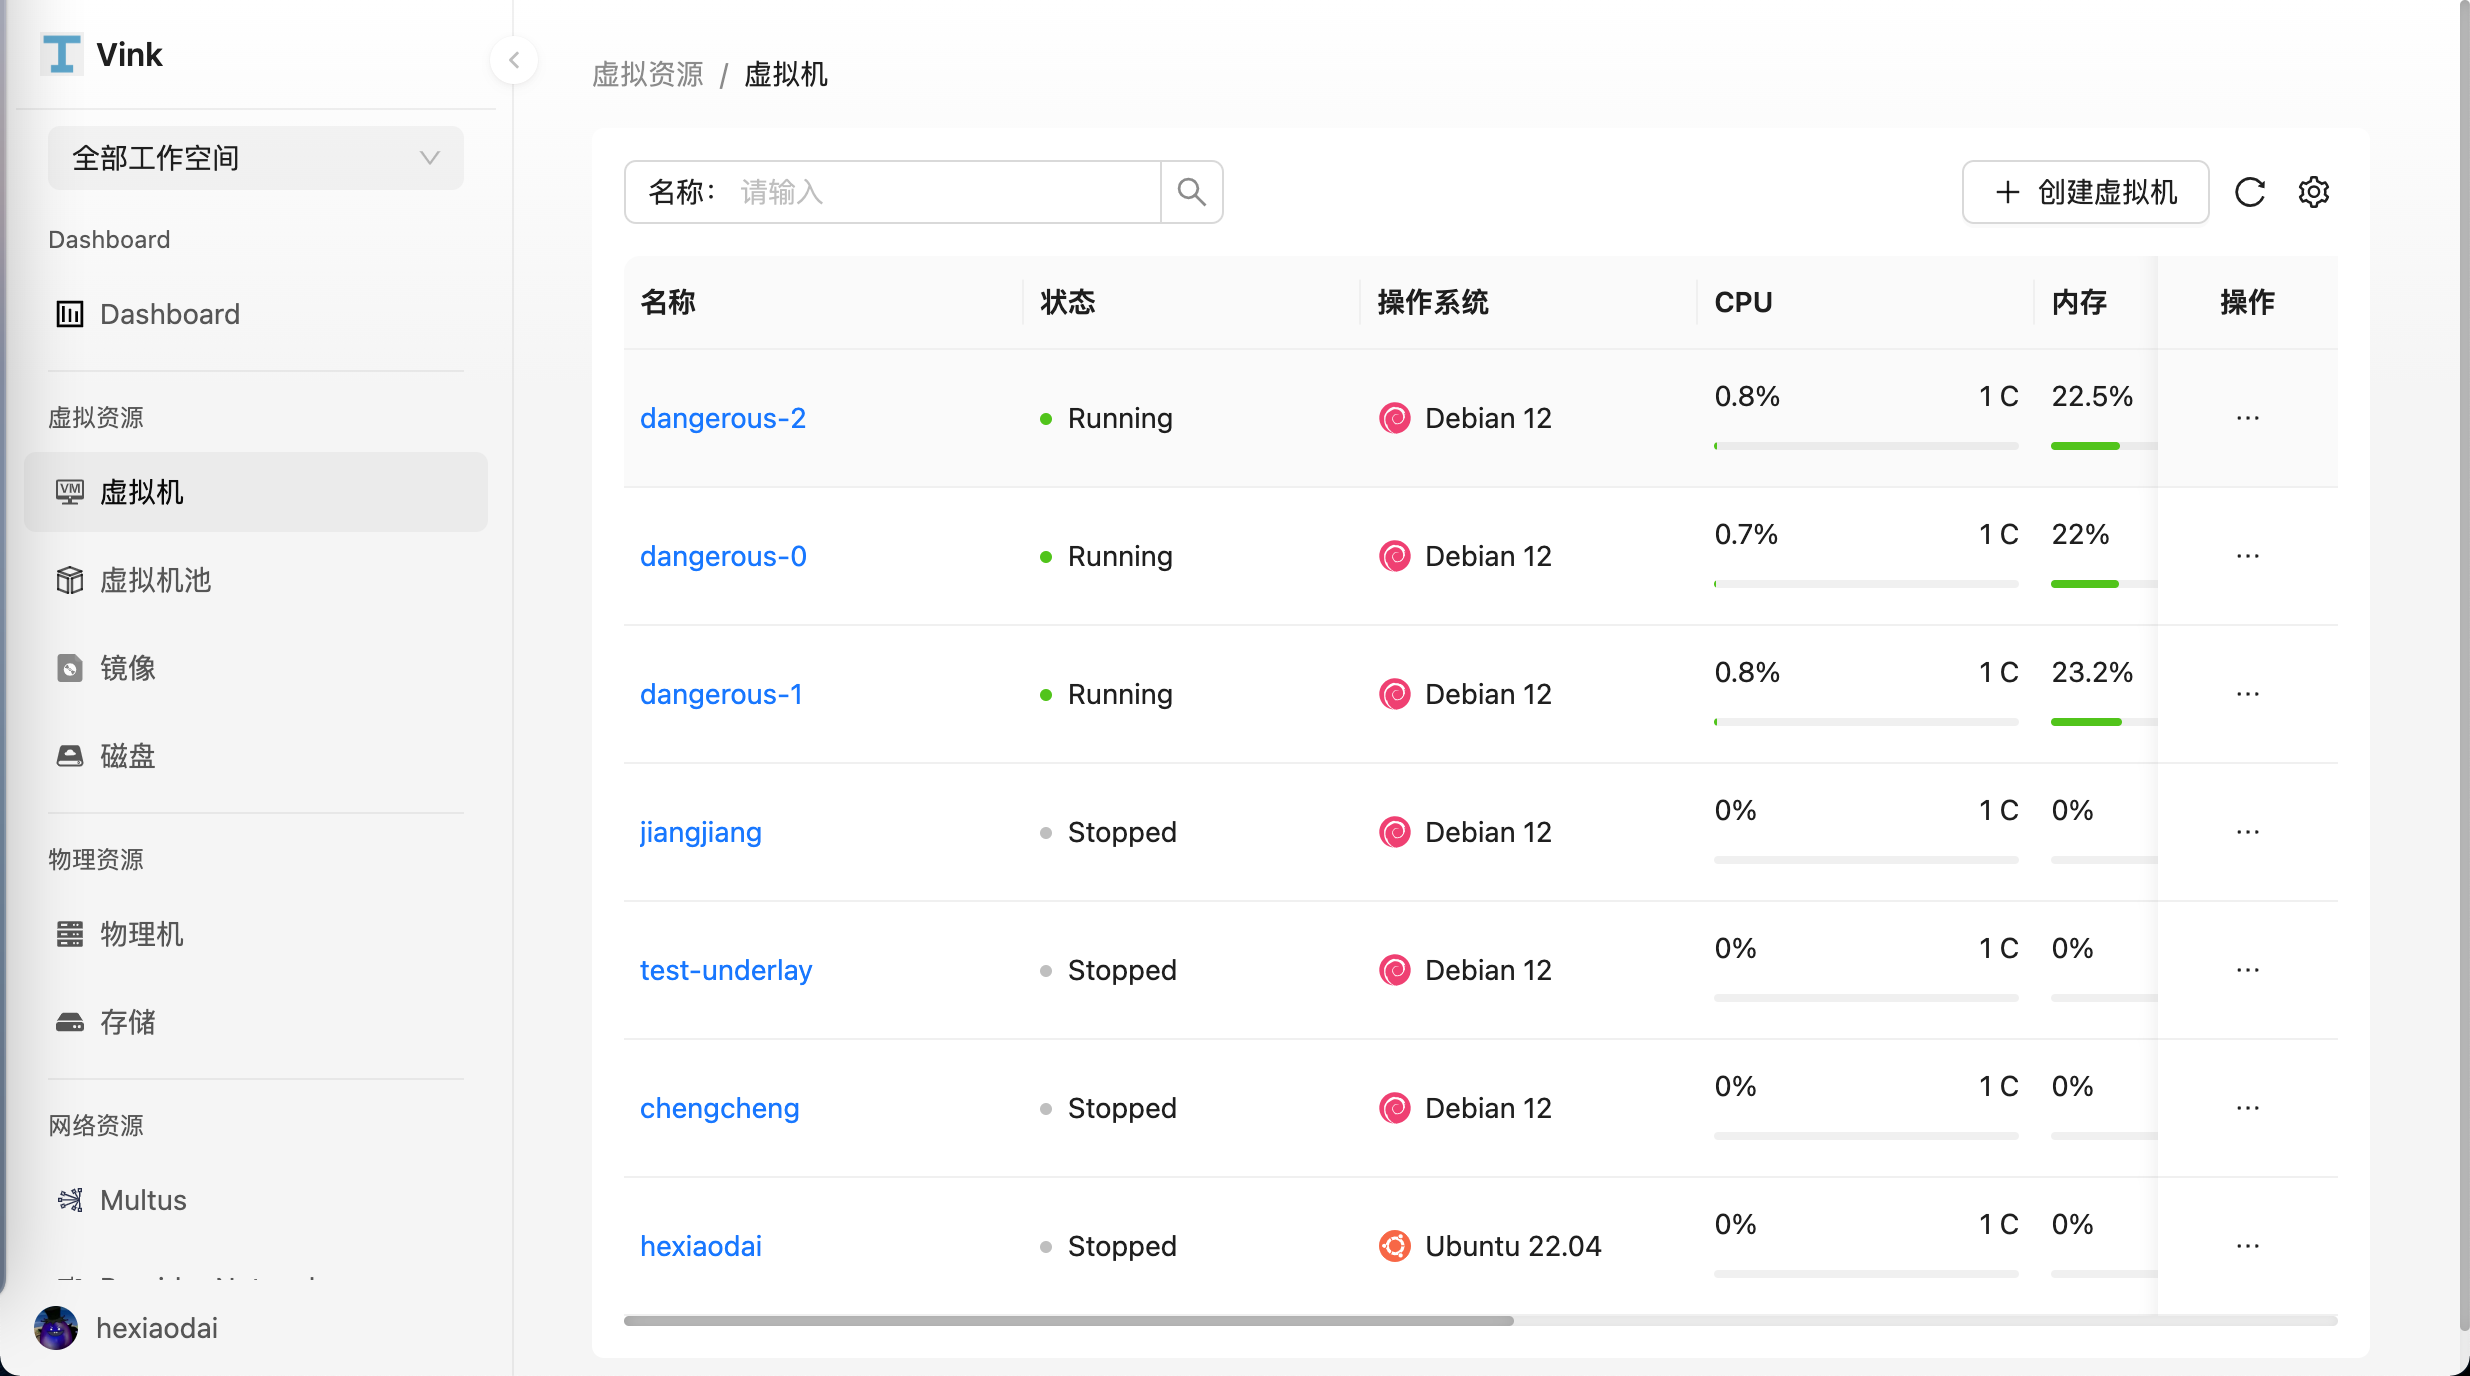 Vink
全部工作空间
Dashboard
Dashboard
虚拟资源
虚拟机
虚拟机池
镜像
磁盘
物理资源
物理机
存储
网络资源
Multus
hexiaodai
虚拟资源 / 虚拟机
名称: 请输入
创建虚拟机
名称 状态 操作系统 CPU 内存 操作
dangerous-2 Running Debian 12 0.8% 1 C 22.5% ...
dangerous-0 Running Debian 12 0.7% 1 C 22% ...
dangerous-1 Running Debian 12 0.8% 1 C 23.2% ...
jiangjiang Stopped Debian 12 0% 1 C 0% ...
test-underlay Stopped Debian 12 0% 1 C 0% ...
chengcheng Stopped Debian 12 0% 1 C 0% ...
hexiaodai Stopped Ubuntu 22.04 0% 1 C 0% ...